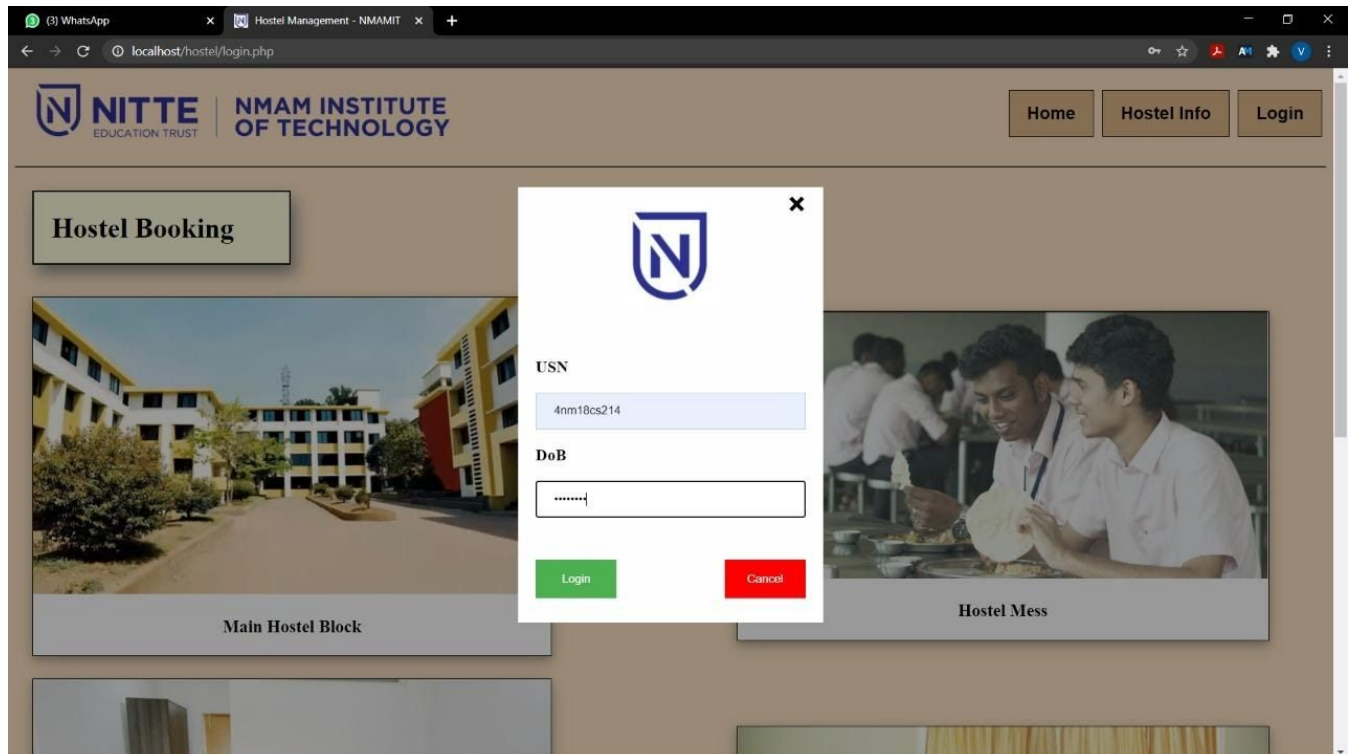 (3) WhatsApp
Hostel Management - NMAMIT
localhost/hostel/login.php
V
N NITTE
EDUCATION TRUST
NMAM INSTITUTE
OF TECHNOLOGY
Home
Hostel Info
Login
Hostel Booking
N
USN
4nm18cs214
DoB
••••••••
Login
Cancel
Main Hostel Block
Hostel Mess